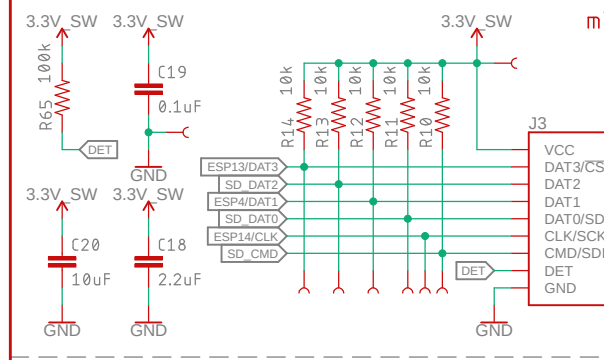 3.3V_SW
3.3V_SW
3.3V_SW
m
R65
100k
C19
0.1uF
DET
GND
R14
10k
R13
10k
R12
10k
R11
10k
R10
10k
J3
VCC
ESP13/DAT3
DAT3/CS
SD_DAT2
DAT2
ESP4/DAT1
DAT1
SD_DAT0
DAT0/SD
ESP14/CLK
CLK/SCK
SD_CMD
CMD/SDI
DET
DET
GND
3.3V_SW
3.3V_SW
C20
10uF
C18
2.2uF
GND
GND
GND